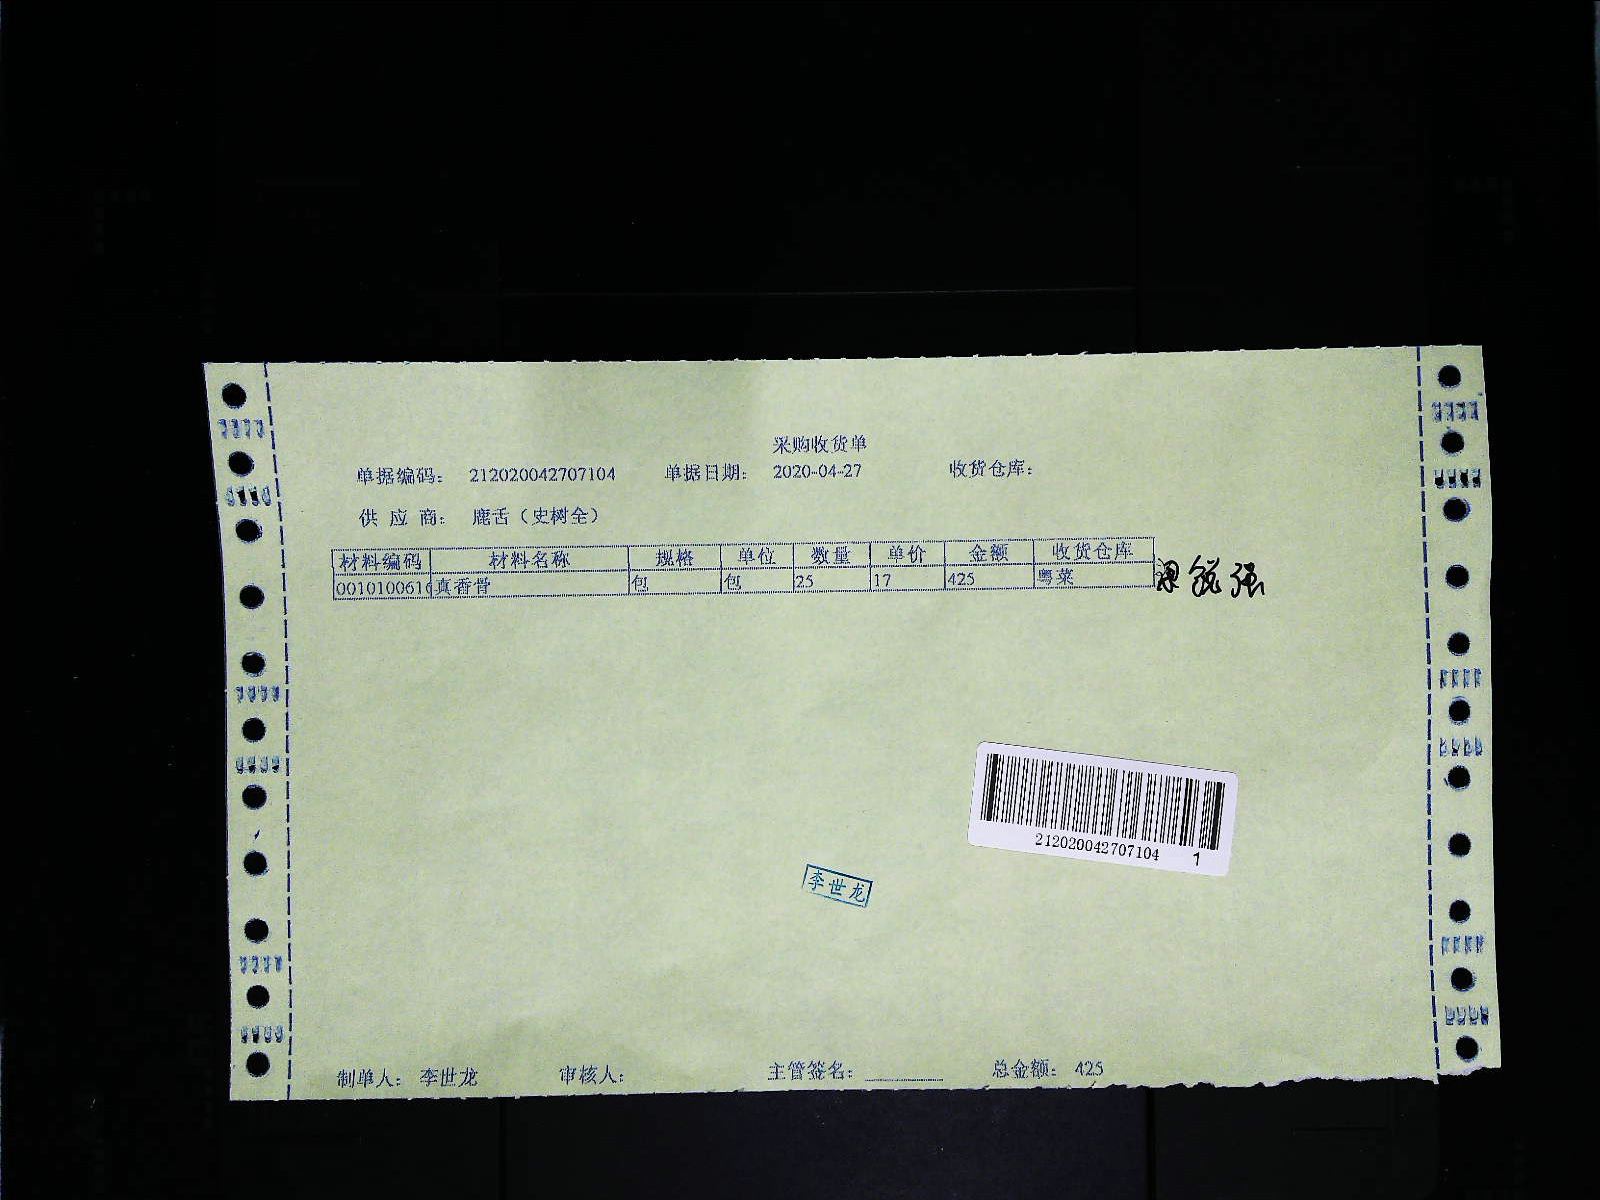 采购收货单
单据编码： 212020042707104 单据日期： 2020-04-27 收货仓库：
供 应 商： 鹿舌（史树全）
材料编码 材料名称 规格 单位 数量 单价 金额 收货仓库
0010100616 真香骨 包 包 25 17 425 粤菜
锐强
212020042707104 1
李世龙
制单人： 李世龙 审核人： 主管签名： 总金额： 425